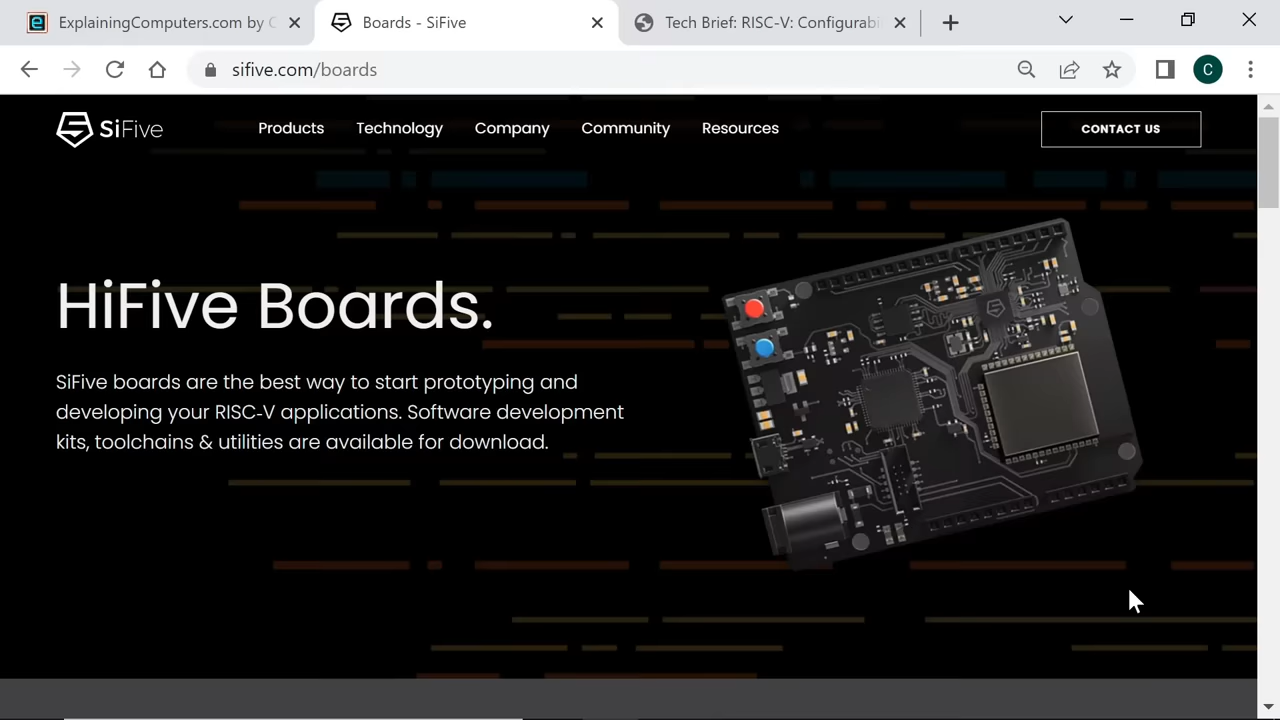 ExplainingComputers.com by C
Boards - SiFive
Tech Brief: RISC-V: Configurabi
sifive.com/boards
C
SiFive
Products
Technology
Company
Community
Resources
CONTACT US
HiFive Boards.
SiFive boards are the best way to start prototyping and
developing your RISC-V applications. Software development
kits, toolchains & utilities are available for download.